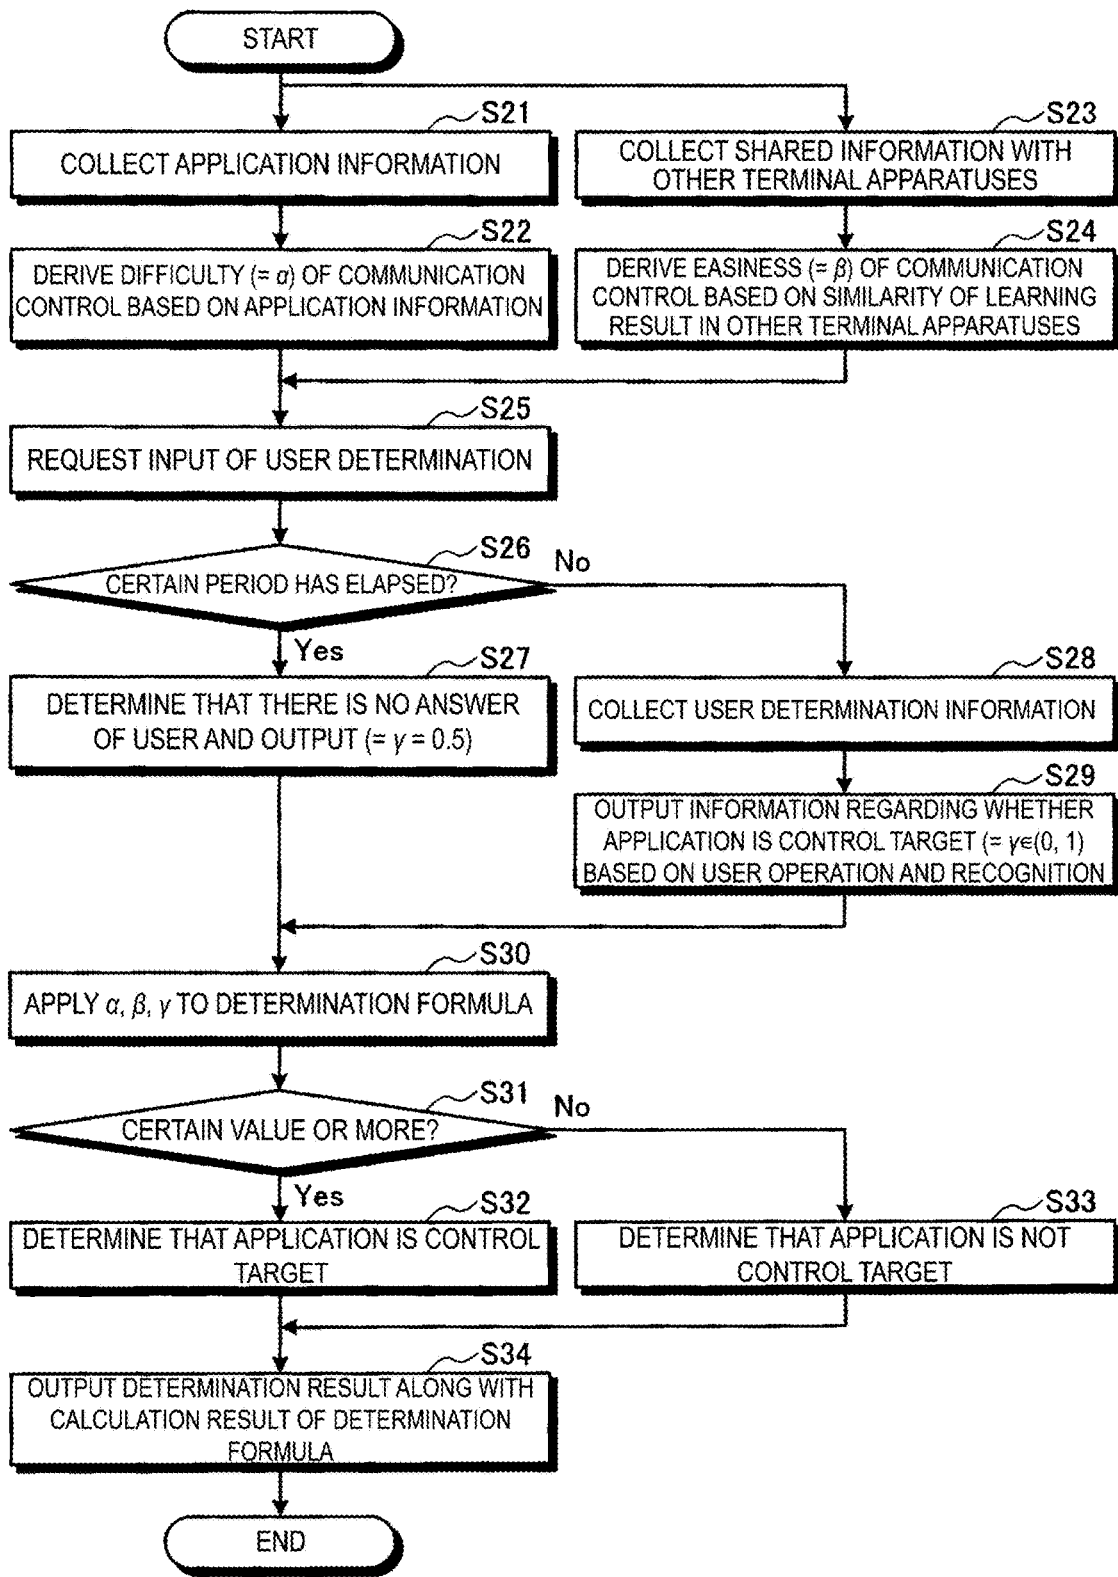 START
S21
COLLECT APPLICATION INFORMATION
S23
COLLECT SHARED INFORMATION WITH
OTHER TERMINAL APPARATUSES
S22
DERIVE DIFFICULTY (= α) OF COMMUNICATION
CONTROL BASED ON APPLICATION INFORMATION
S24
DERIVE EASINESS (= β) OF COMMUNICATION
CONTROL BASED ON SIMILARITY OF LEARNING
RESULT IN OTHER TERMINAL APPARATUSES
S25
REQUEST INPUT OF USER DETERMINATION
S26
CERTAIN PERIOD HAS ELAPSED?
No
Yes
S27
DETERMINE THAT THERE IS NO ANSWER
OF USER AND OUTPUT (= γ = 0.5)
S28
COLLECT USER DETERMINATION INFORMATION
S29
OUTPUT INFORMATION REGARDING WHETHER
APPLICATION IS CONTROL TARGET (= γ∈(0, 1)
BASED ON USER OPERATION AND RECOGNITION
S30
APPLY α, β, γ TO DETERMINATION FORMULA
S31
CERTAIN VALUE OR MORE?
No
Yes
S32
DETERMINE THAT APPLICATION IS CONTROL
TARGET
S33
DETERMINE THAT APPLICATION IS NOT
CONTROL TARGET
S34
OUTPUT DETERMINATION RESULT ALONG WITH
CALCULATION RESULT OF DETERMINATION
FORMULA
END